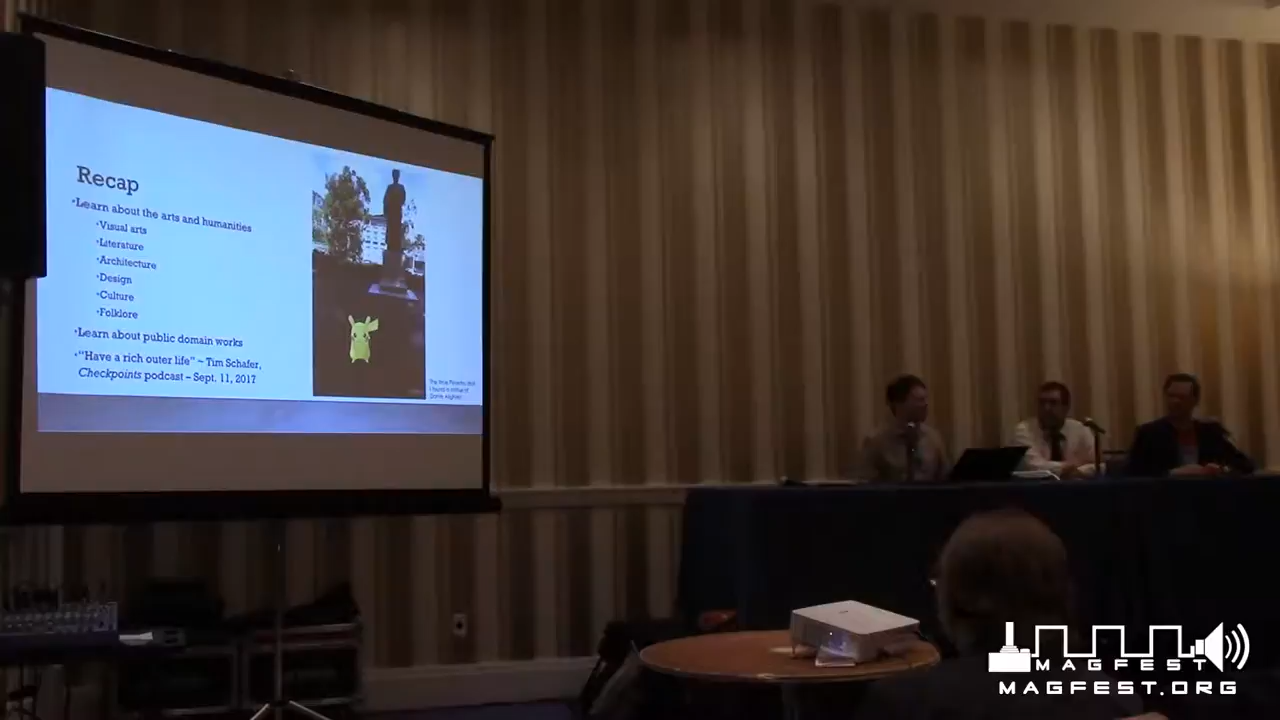 Recap
•Learn about the arts and humanities
•Visual arts
•Literature
•Architecture
•Design
•Culture
•Folklore
•Learn about public domain works
•"Have a rich outer life" – Tim Schafer,
Checkpoints podcast – Sept. 11, 2017
MAGFEST
MAGFEST.ORG